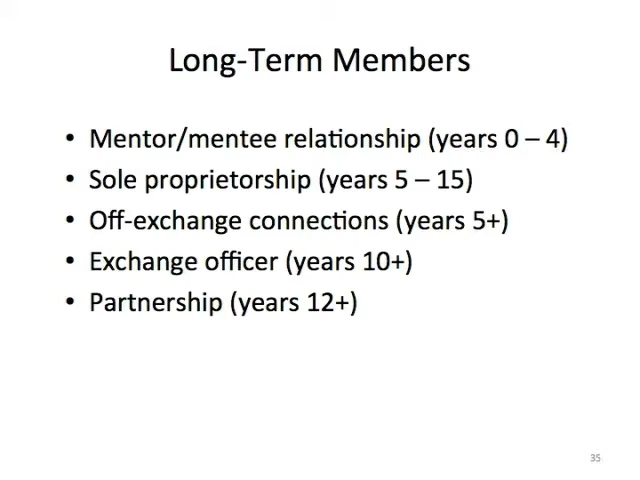 Long-Term Members
• Mentor/mentee relationship (years 0 – 4)
• Sole proprietorship (years 5 – 15)
• Off-exchange connections (years 5+)
• Exchange officer (years 10+)
• Partnership (years 12+)
35